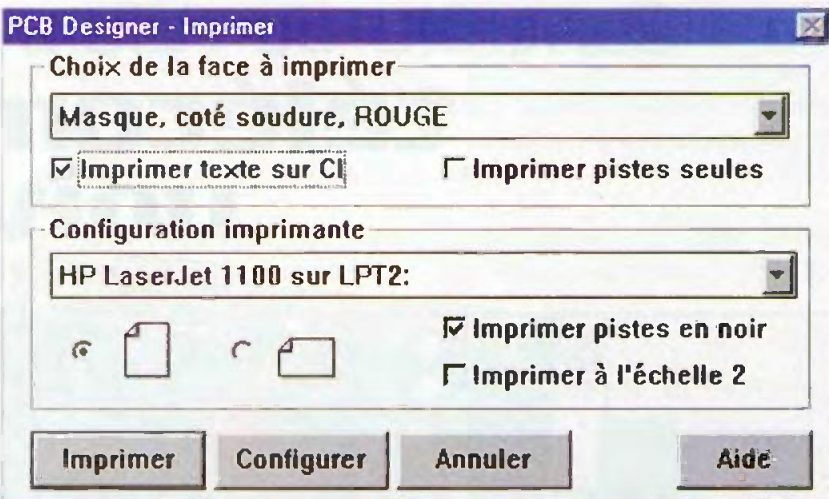 PCB Designer - Imprimer
Choix de la face à imprimer
Masque, coté soudure, ROUGE
Imprimer texte sur CI
Imprimer pistes seules
Configuration imprimante
HP LaserJet 1100 sur LPT2:
Imprimer pistes en noir
Imprimer à l'échelle 2
Imprimer
Configurer
Annuler
Aide